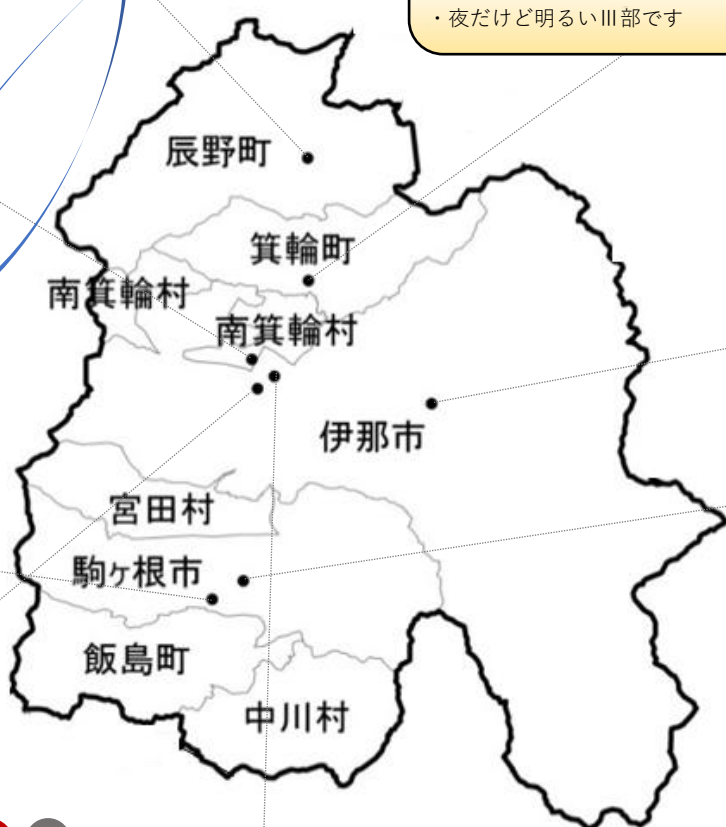 ・夜だけど明るいⅢ部です
辰野町
箕輪町
南箕輪村
南箕輪村
伊那市
宮田村
駒ヶ根市
飯島町
中川村